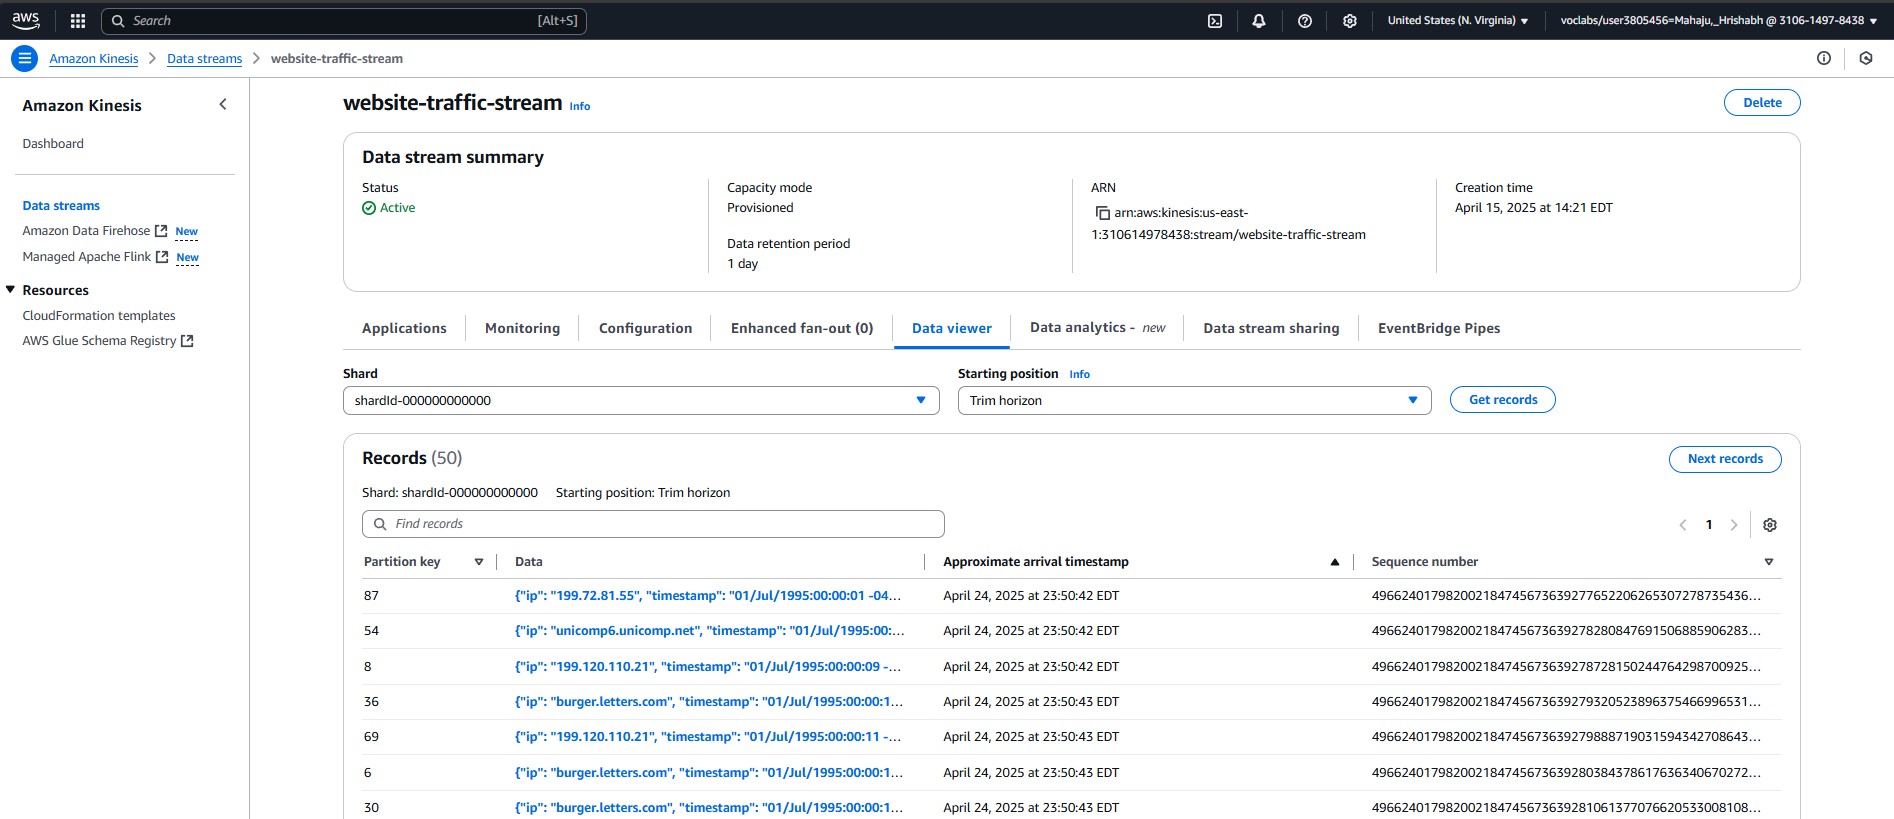 aws
Search [Alt+S]
United States (N. Virginia)
voclabs/user3805456=Mahaju,_Hrishabh @ 3106-1497-8438
Amazon Kinesis
Data streams
website-traffic-stream
Amazon Kinesis
Dashboard
Data streams
Amazon Data Firehose New
Managed Apache Flink New
Resources
CloudFormation templates
AWS Glue Schema Registry
website-traffic-stream Info
Delete
Data stream summary
Status
Active
Capacity mode
Provisioned
Data retention period
1 day
ARN
arn:aws:kinesis:us-east-
1:310614978438:stream/website-traffic-stream
Creation time
April 15, 2025 at 14:21 EDT
Applications
Monitoring
Configuration
Enhanced fan-out (0)
Data viewer
Data analytics - new
Data stream sharing
EventBridge Pipes
Shard
shardId-000000000000
Starting position Info
Trim horizon
Get records
Records (50)
Next records
Shard: shardId-000000000000 Starting position: Trim horizon
Find records
1
Partition key Data Approximate arrival timestamp Sequence number
87 {"ip": "199.72.81.55", "timestamp": "01/Jul/1995:00:00:01 -04... April 24, 2025 at 23:50:42 EDT 49662401798200218474567363927765220626530727873543​6...
54 {"ip": "unicomp6.unicomp.net", "timestamp": "01/Jul/1995:00:... April 24, 2025 at 23:50:42 EDT 496624017982002184745673639278280847691506885906283...
8 {"ip": "199.120.110.21", "timestamp": "01/Jul/1995:00:00:09 -... April 24, 2025 at 23:50:42 EDT 49662401798200218474567363927872815024476429870​0925...
36 {"ip": "burger.letters.com", "timestamp": "01/Jul/1995:00:00:1... April 24, 2025 at 23:50:43 EDT 49662401798200218474567363927932052389637546699​6531...
69 {"ip": "199.120.110.21", "timestamp": "01/Jul/1995:00:00:11 -... April 24, 2025 at 23:50:43 EDT 49662401798200218474567363927988871903159434270​8643...
6 {"ip": "burger.letters.com", "timestamp": "01/Jul/1995:00:00:1... April 24, 2025 at 23:50:43 EDT 49662401798200218474567363928038437861763634067​0272...
30 {"ip": "burger.letters.com", "timestamp": "01/Jul/1995:00:00:1... April 24, 2025 at 23:50:43 EDT 49662401798200218474567363928106137707662053300​8108...